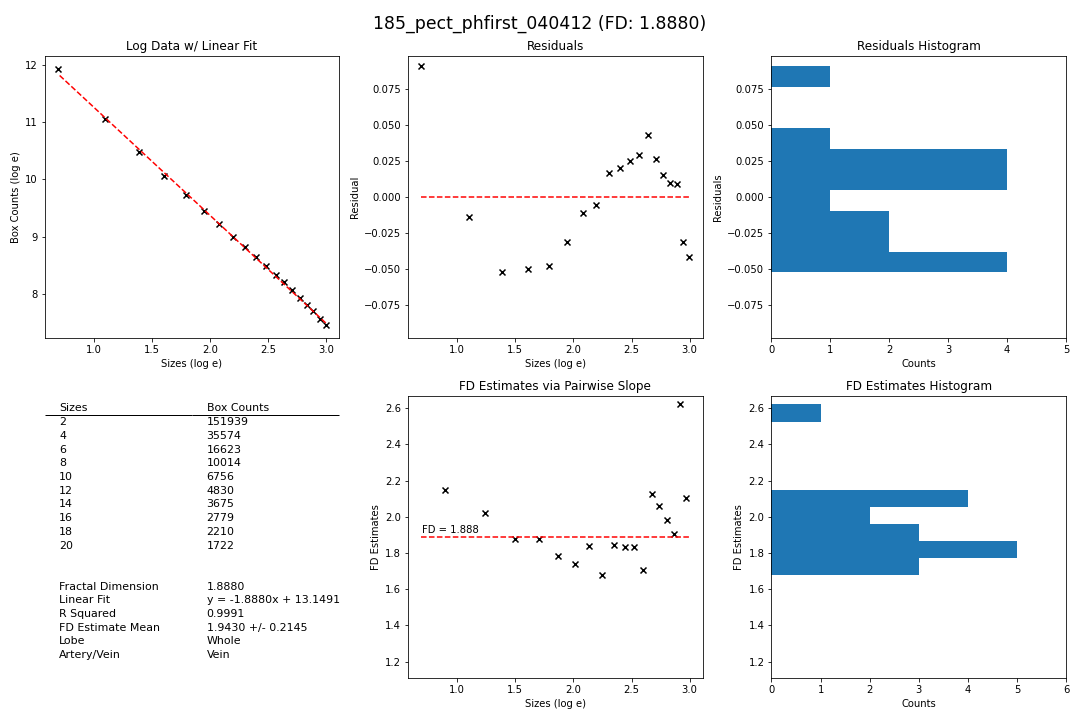 185_pect_phfirst_040412 (FD: 1.8880)
Log Data w/ Linear Fit
12
11
10
9
8
Box Counts (log e)
1.0 1.5 2.0 2.5 3.0
Sizes (log e)
Residuals
0.075
0.050
0.025
0.000
−0.025
−0.050
−0.075
Residual
1.0 1.5 2.0 2.5 3.0
Sizes (log e)
Residuals Histogram
0.075
0.050
0.025
0.000
−0.025
−0.050
−0.075
Residuals
0 1 2 3 4 5
Counts
Sizes Box Counts
2 151939
4 35574
6 16623
8 10014
10 6756
12 4830
14 3675
16 2779
18 2210
20 1722
Fractal Dimension 1.8880
Linear Fit y = -1.8880x + 13.1491
R Squared 0.9991
FD Estimate Mean 1.9430 +/- 0.2145
Lobe Whole
Artery/Vein Vein
FD Estimates via Pairwise Slope
2.6
2.4
2.2
2.0
1.8
1.6
1.4
1.2
FD Estimates
FD = 1.888
1.0 1.5 2.0 2.5 3.0
Sizes (log e)
FD Estimates Histogram
2.6
2.4
2.2
2.0
1.8
1.6
1.4
1.2
FD Estimates
0 1 2 3 4 5 6
Counts